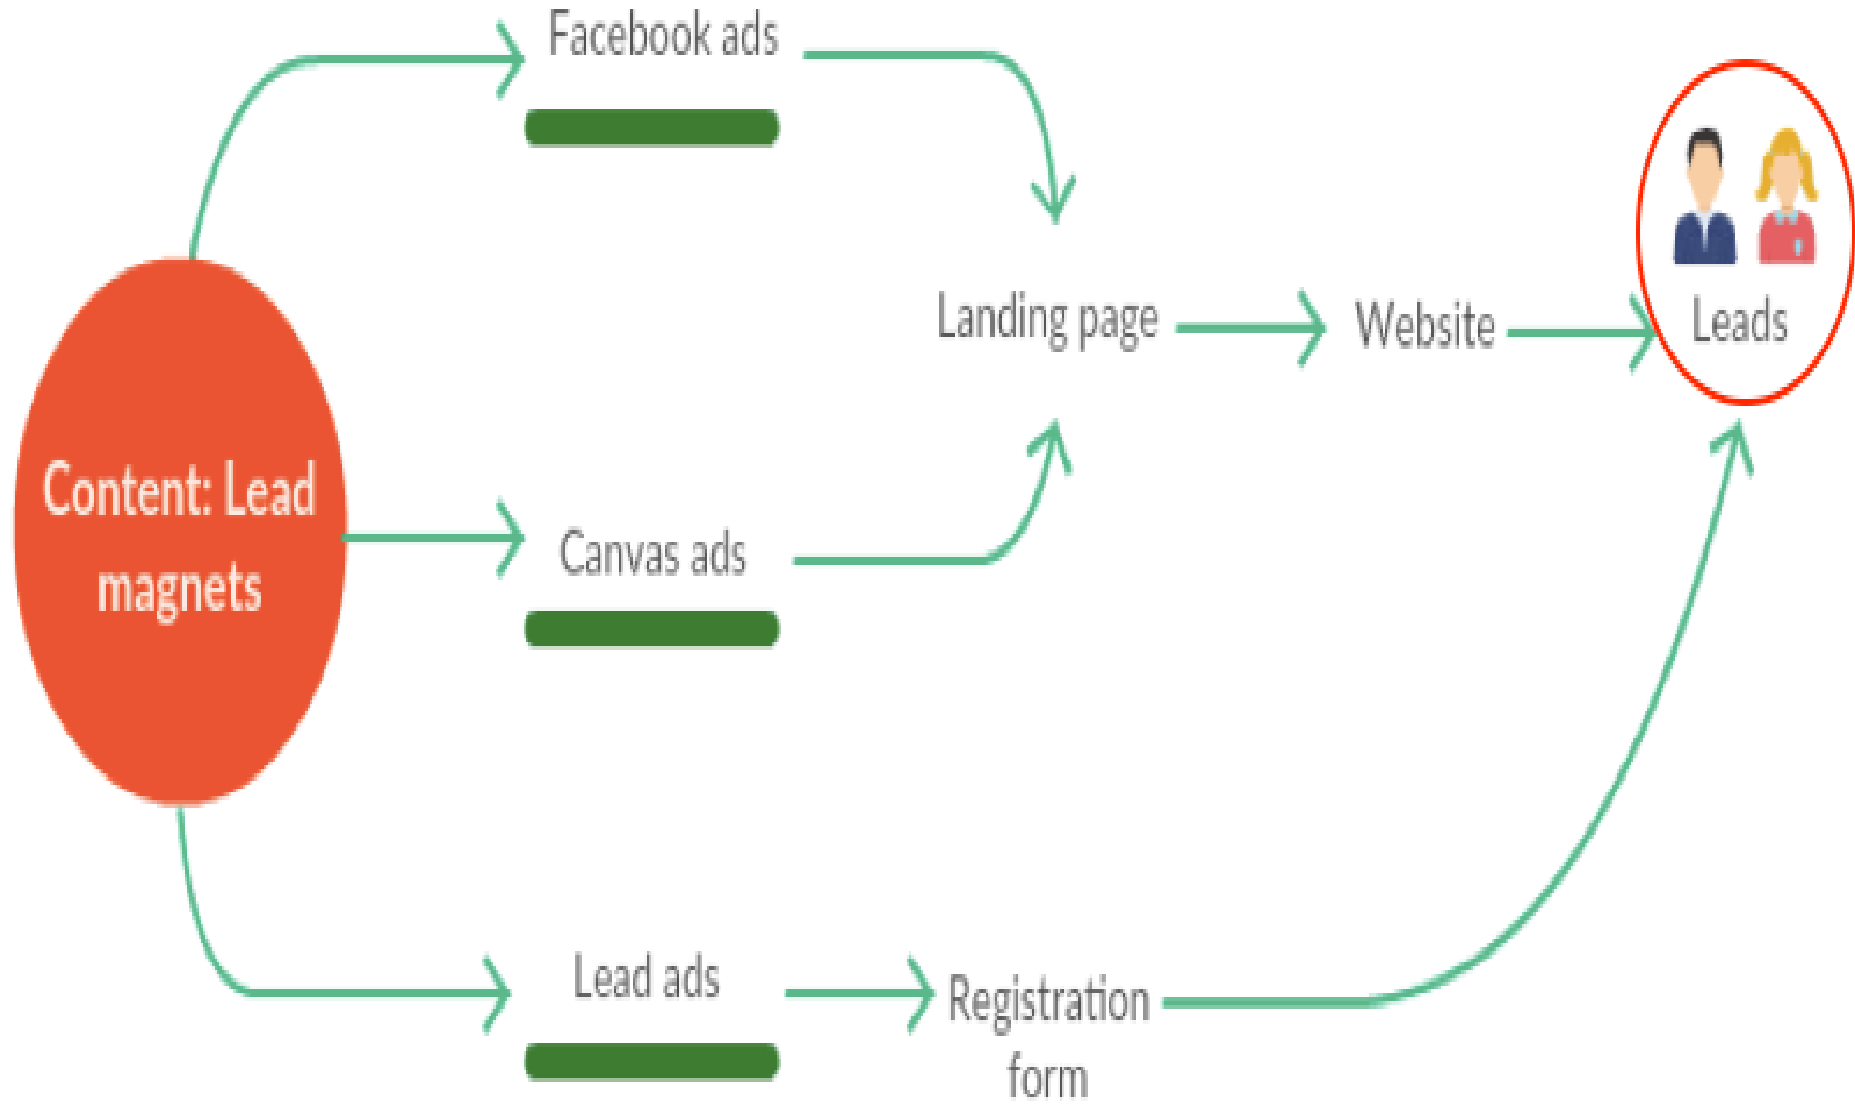 Facebook ads
Landing page
Website
Leads
Content: Lead
magnets
Canvas ads
Lead ads
Registration
form